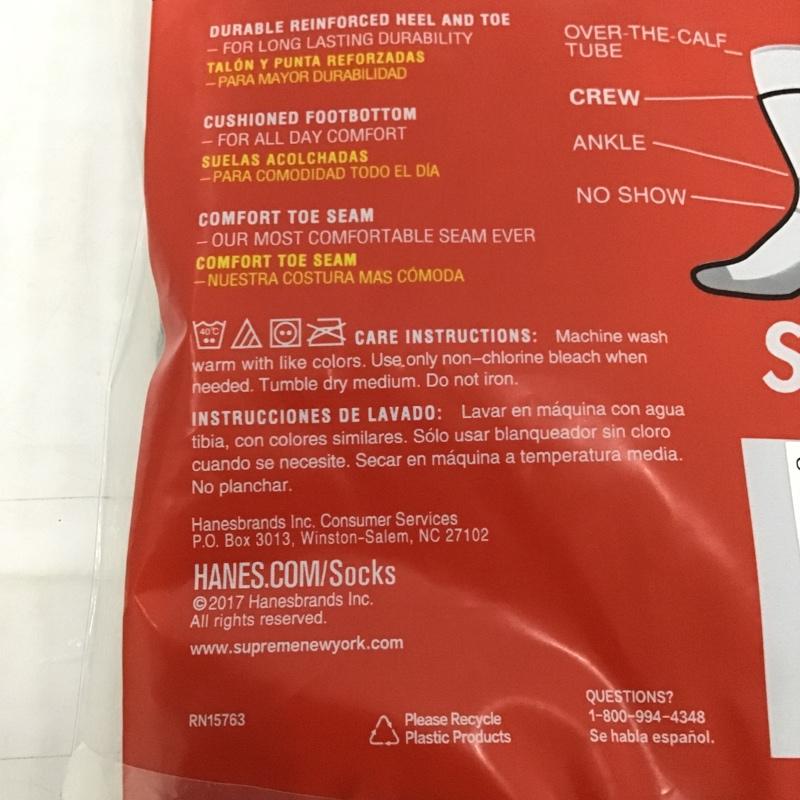 DURABLE REINFORCED HEEL AND TOE
– FOR LONG LASTING DURABILITY
TALÓN Y PUNTA REFORZADAS
– PARA MAYOR DURABILIDAD
CUSHIONED FOOTBOTTOM
– FOR ALL DAY COMFORT
SUELAS ACOLCHADAS
– PARA COMODIDAD TODO EL DÍA
COMFORT TOE SEAM
– OUR MOST COMFORTABLE SEAM EVER
COMFORT TOE SEAM
– NUESTRA COSTURA MAS CÓMODA
OVER-THE-CALF
TUBE
CREW
ANKLE
NO SHOW
S
40°C CARE INSTRUCTIONS: Machine wash
warm with like colors. Use only non–chlorine bleach when
needed. Tumble dry medium. Do not iron.
INSTRUCCIONES DE LAVADO: Lavar en máquina con agua
tibia, con colores similares. Sólo usar blanqueador sin cloro
cuando se necesite. Secar en máquina a temperatura media.
No planchar.
Hanesbrands Inc. Consumer Services
P.O. Box 3013, Winston-Salem, NC 27102
HANES.COM/Socks
©2017 Hanesbrands Inc.
All rights reserved.
www.supremenewyork.com
RN15763
Please Recycle
Plastic Products
QUESTIONS?
1-800-994-4348
Se habla español.